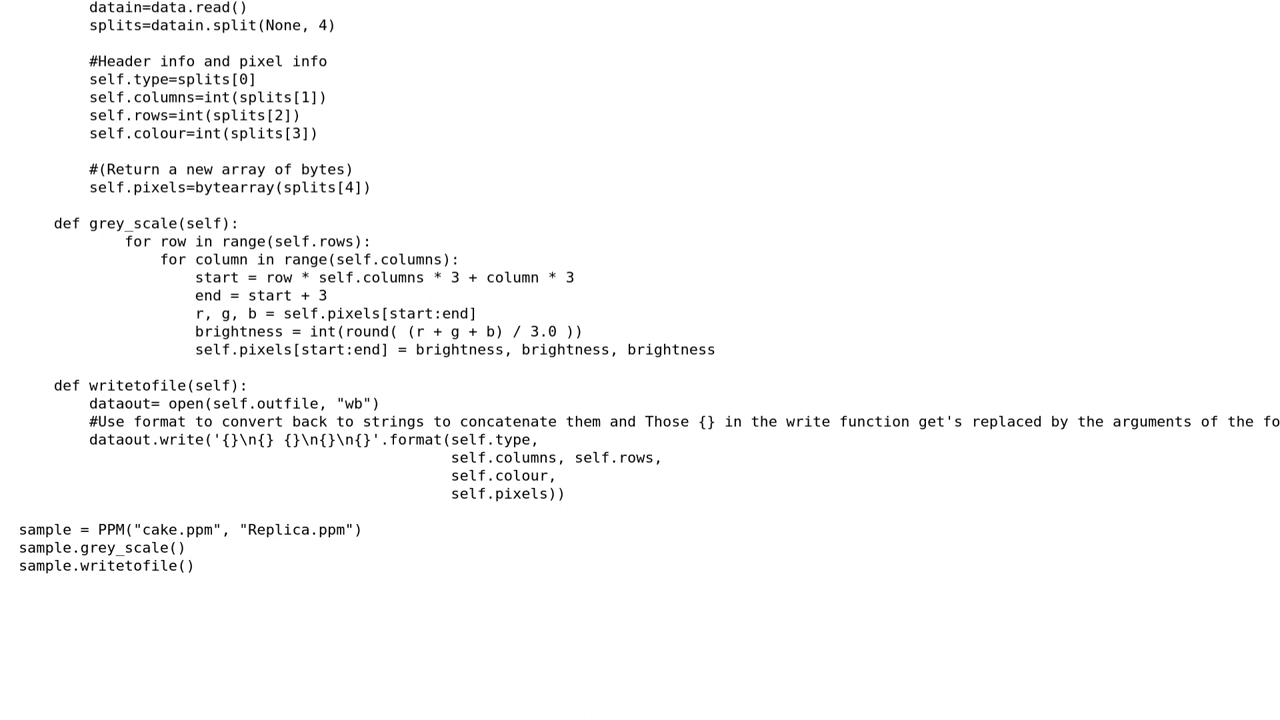 datain=data.read()
splits=datain.split(None, 4)
#Header info and pixel info
self.type=splits[0]
self.columns=int(splits[1])
self.rows=int(splits[2])
self.colour=int(splits[3])
#(Return a new array of bytes)
self.pixels=bytearray(splits[4])
def grey_scale(self):
for row in range(self.rows):
for column in range(self.columns):
start = row * self.columns * 3 + column * 3
end = start + 3
r, g, b = self.pixels[start:end]
brightness = int(round( (r + g + b) / 3.0 ))
self.pixels[start:end] = brightness, brightness, brightness
def writetofile(self):
dataout= open(self.outfile, "wb")
#Use format to convert back to strings to concatenate them and Those {} in the write function get's replaced by the arguments of the fo
dataout.write('{}\n{} {}\n{}\n{}'.format(self.type,
self.columns, self.rows,
self.colour,
self.pixels))
sample = PPM("cake.ppm", "Replica.ppm")
sample.grey_scale()
sample.writetofile()